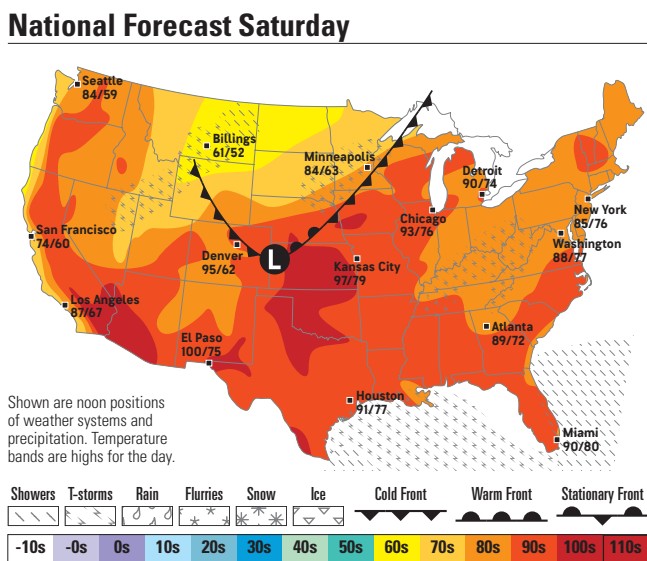 National Forecast Saturday
Seattle
84/59
Billings
61/52
Minneapolis
84/63
Detroit
90/74
San Francisco
74/60
Denver
95/62
L
Kansas City
97/79
Chicago
93/76
New York
85/76
Washington
88/77
Los Angeles
87/67
El Paso
100/75
Atlanta
89/72
Houston
91/77
Miami
90/80
Shown are noon positions
of weather systems and
precipitation. Temperature
bands are highs for the day.
Showers T-storms Rain Flurries Snow Ice Cold Front Warm Front Stationary Front
-10s -0s 0s 10s 20s 30s 40s 50s 60s 70s 80s 90s 100s 110s